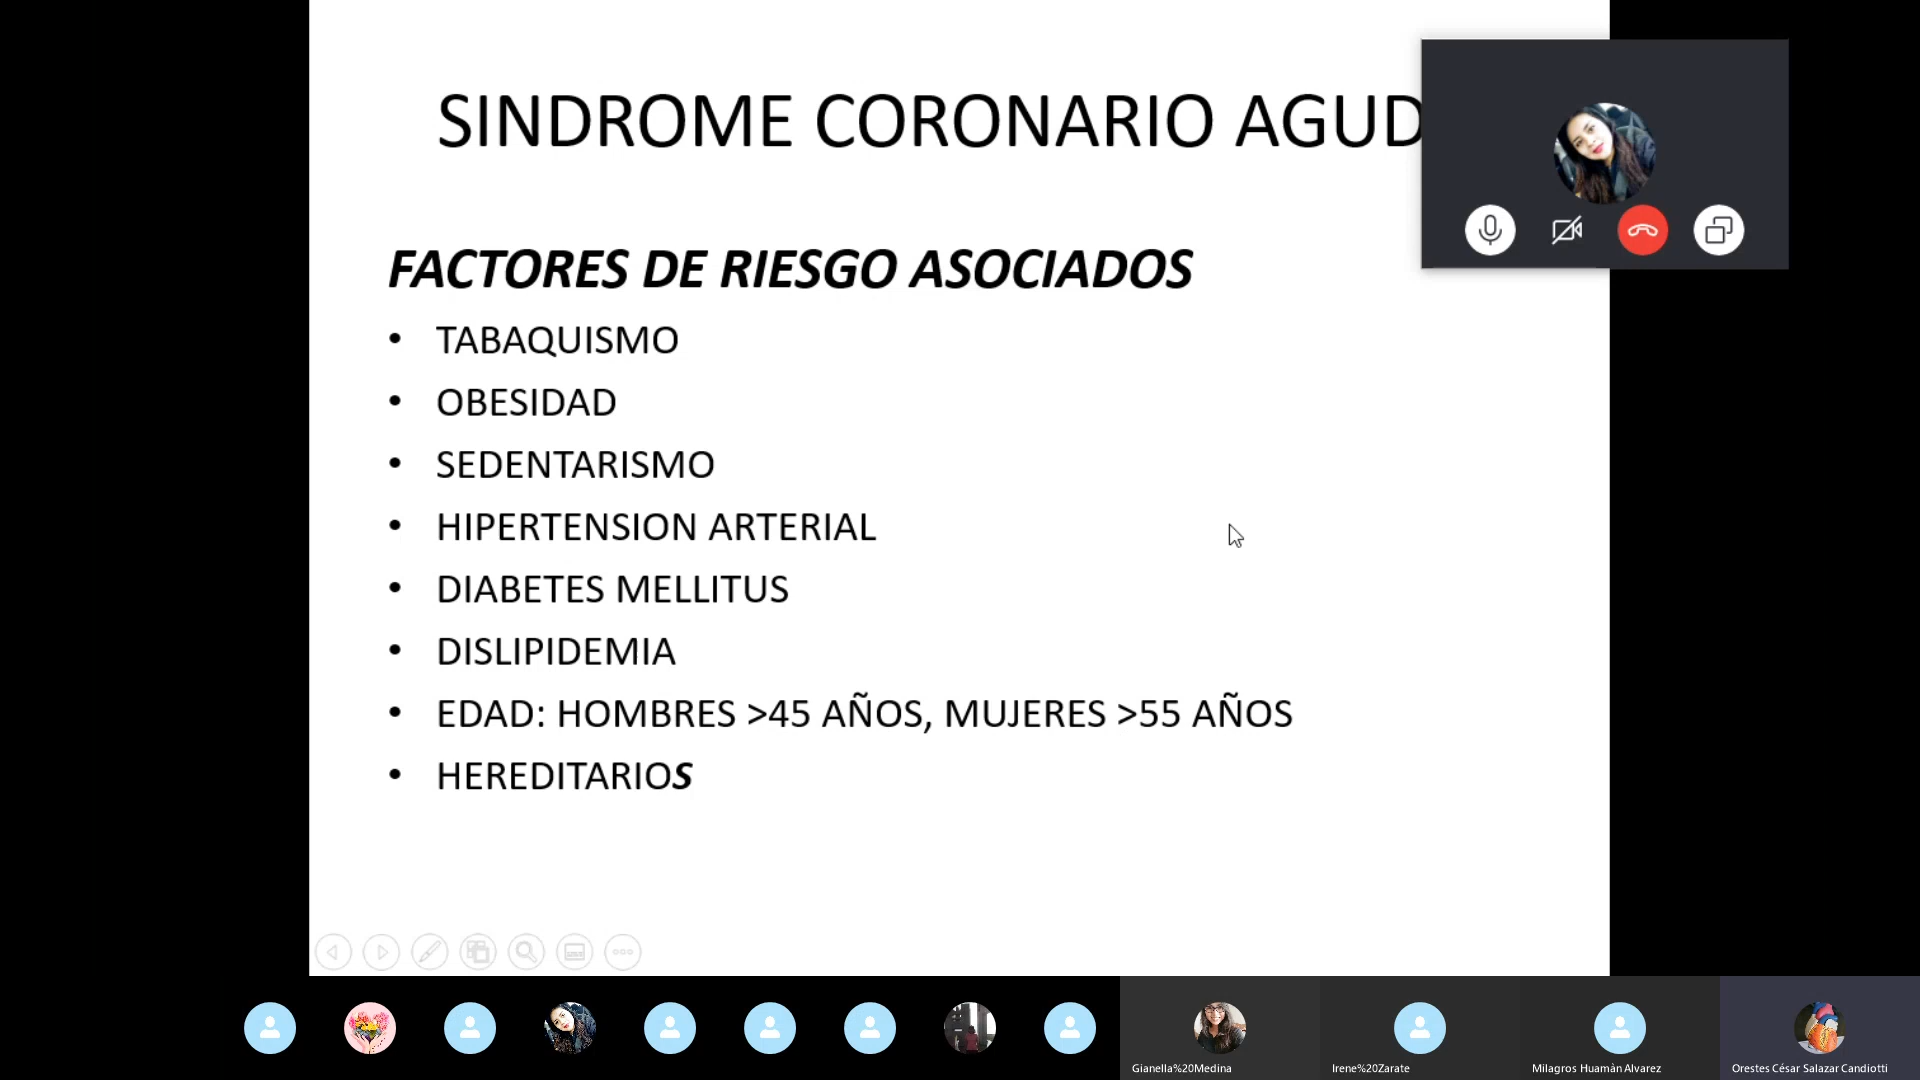 SINDROME CORONARIO AGUD
FACTORES DE RIESGO ASOCIADOS
• TABAQUISMO
• OBESIDAD
• SEDENTARISMO
• HIPERTENSION ARTERIAL
• DIABETES MELLITUS
• DISLIPIDEMIA
• EDAD: HOMBRES >45 AÑOS, MUJERES >55 AÑOS
• HEREDITARIOS
Gianella%20Medina
Irene%20Zarate
Milagros Huamàn Alvarez
Orestes César Salazar Candiotti